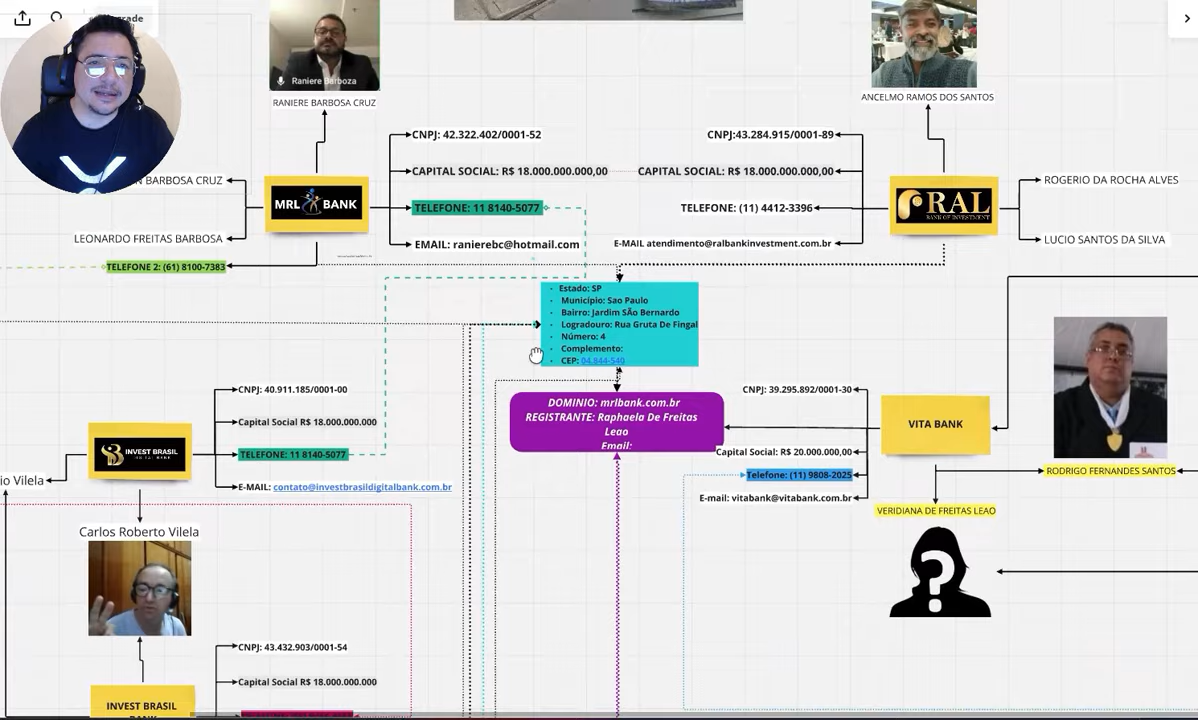 Raniere Barboza
RANIERE BARBOSA CRUZ
ANCELMO RAMOS DOS SANTOS
CNPJ: 42.322.402/0001-52
CNPJ:43.284.915/0001-89
CAPITAL SOCIAL: R$ 18.000.000.000,00
CAPITAL SOCIAL: R$ 18.000.000.000,00
BARBOSA CRUZ
MRL BANK
TELEFONE: 11 8140-5077
TELEFONE: (11) 4412-3396
RAL
BANK OF INVESTMENT
ROGERIO DA ROCHA ALVES
LEONARDO FREITAS BARBOSA
EMAIL: ranierebc@hotmail.com
E-MAIL atendimento@ralbankinvestment.com.br
LUCIO SANTOS DA SILVA
TELEFONE 2: (61) 8100-7383
- Estado: SP
- Município: Sao Paulo
- Bairro: Jardim SÃo Bernardo
- Logradouro: Rua Gruta De Fingal
- Número: 4
- Complemento:
- CEP: 04.844-540
CNPJ: 40.911.185/0001-00
CNPJ: 39.295.892/0001-30
DOMINIO: mrlbank.com.br
REGISTRANTE: Raphaela De Freitas
Leao
Email:
Capital Social R$ 18.000.000.000
VITA BANK
INVEST BRASIL
TELEFONE: 11 8140-5077
Capital Social: R$ 20.000.000,00
Telefone: (11) 9808-2025
RODRIGO FERNANDES SANTOS
io Vilela
E-MAIL: contato@investbrasildigitalbank.com.br
E-mail: vitabank@vitabank.com.br
VERIDIANA DE FREITAS LEAO
Carlos Roberto Vilela
?
CNPJ: 43.432.903/0001-54
Capital Social R$ 18.000.000.000
INVEST BRASIL